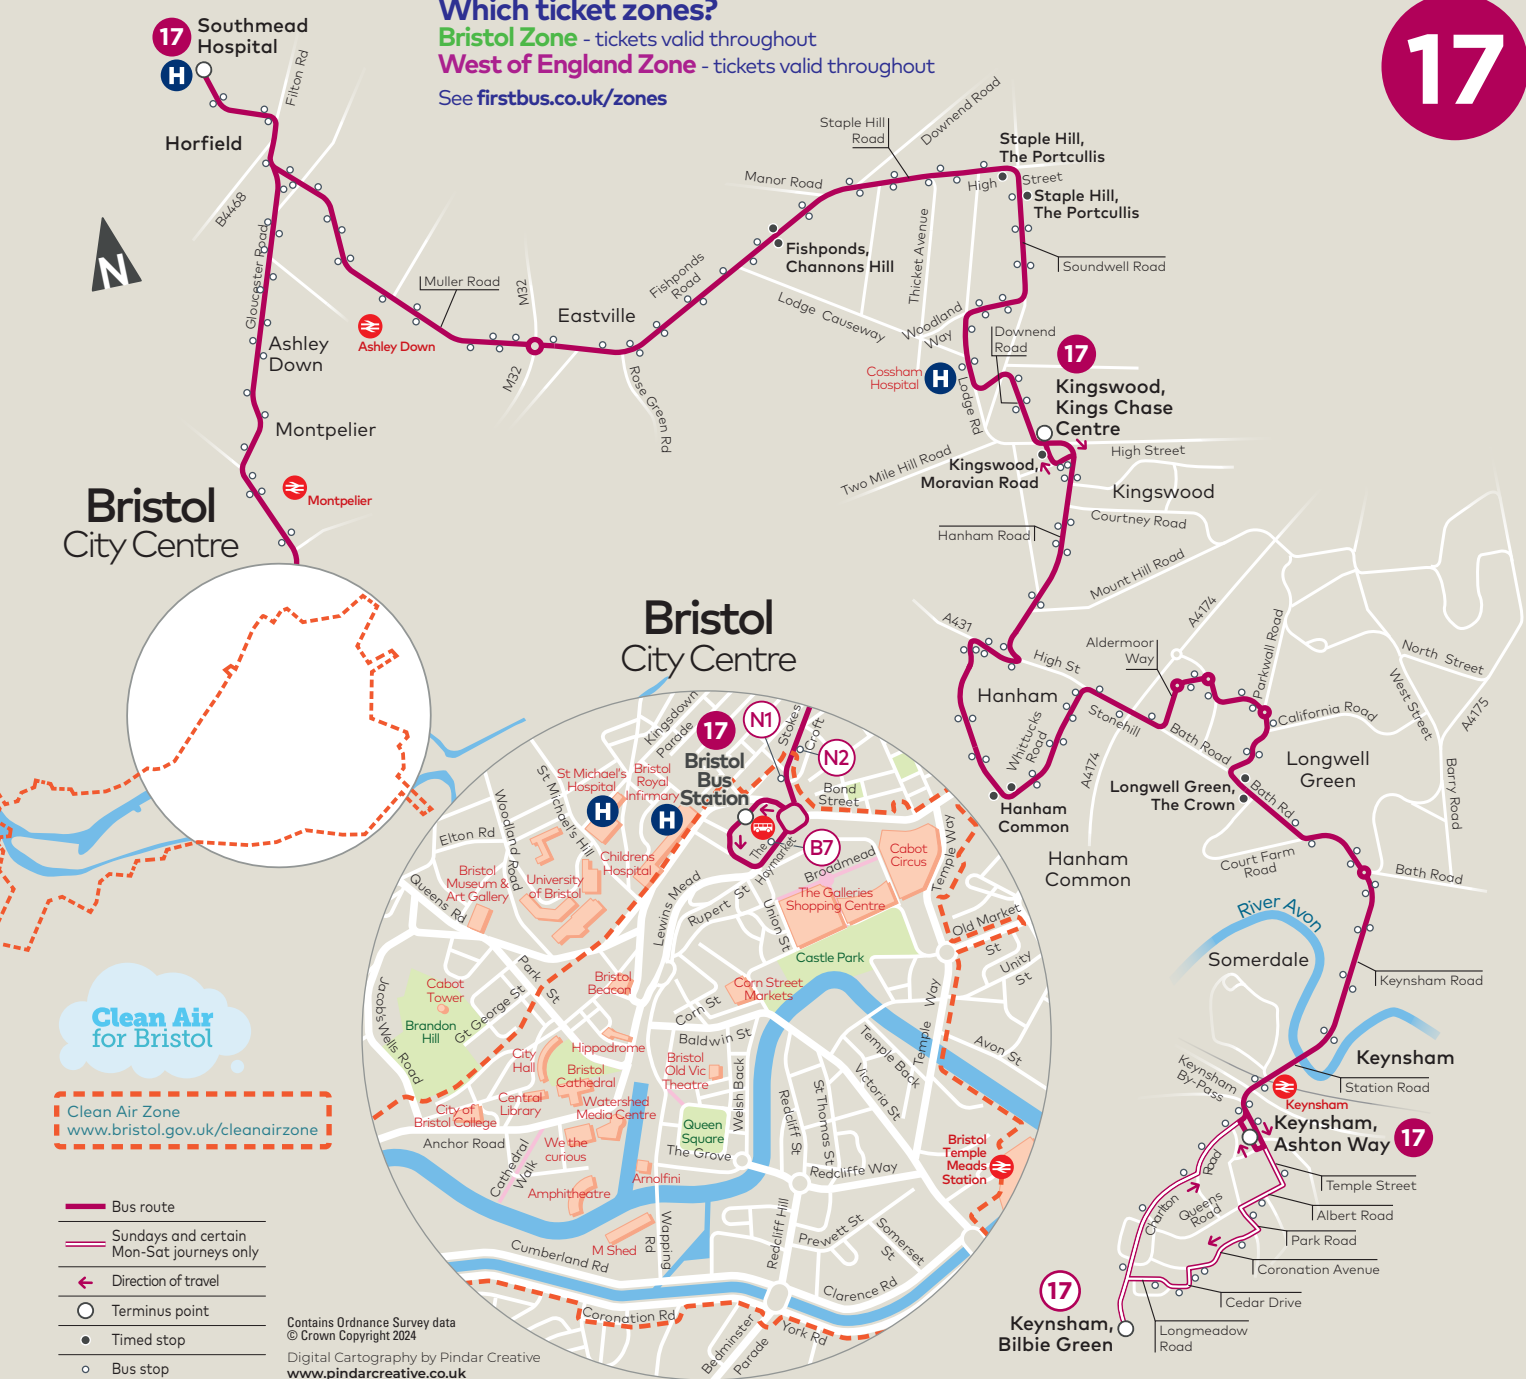 Which ticket zones?
Bristol Zone - tickets valid throughout
West of England Zone - tickets valid throughout
See firstbus.co.uk/zones
17
17
Southmead
Hospital
H
Filton Rd
Horfield
B4468
N
Gloucester Road
Muller Road
M32
M32
Ashley Down
Ashley
Down
Eastville
Fishponds
Road
Rose Green Rd
Fishponds,
Channons Hill
Manor Road
Staple Hill
Road
Downend Road
Staple Hill,
The Portcullis
High
Street
Staple Hill,
The Portcullis
Soundwell Road
Thicket Avenue
Lodge Causeway
Woodland
Way
Downend
Road
Cossham
Hospital
H
Lodge Rd
17
Kingswood,
Kings Chase
Centre
High Street
Two Mile Hill Road
Kingswood,
Moravian Road
Kingswood
Courtney Road
Hanham Road
Mount Hill Road
Montpelier
Montpelier
Bristol
City Centre
A431
High St
Hanham
Aldermoor
Way
A4174
Parkwall Road
North Street
West Street
A4175
California Road
Stonehill
Bath Road
Whittucks
Road
A4174
Longwell
Green
Longwell Green,
The Crown
Bath Rd
Barry Road
Hanham
Common
Hanham
Common
Court Farm
Road
Bath Road
River Avon
Somerdale
Keynsham Road
Keynsham
By-Pass
Keynsham
Station Road
Keynsham
Keynsham,
Ashton Way
17
Temple Street
Albert Road
Park Road
Coronation Avenue
Cedar Drive
Longmeadow
Road
Charlton
Road
Queens
Road
17
Keynsham,
Bilbie Green
Bristol
City Centre
Kingsdown
Parade
17
N1
Stokes
Croft
N2
Bristol
Bus
Station
Bond
Street
B7
The
Haymarket
St Michael's
Hospital
H
Bristol
Royal
Infirmary
H
St Michael's Hill
Woodland Road
Elton Rd
Childrens
Hospital
Bristol
Museum &
Art Gallery
University
of Bristol
Queens Rd
Lewins Mead
Rupert St
Union St
Broadmead
Cabot
Circus
The Galleries
Shopping Centre
Temple Way
Old Market
St
Unity
St
Castle Park
Park
St
Bristol
Beacon
Corn Street
Markets
Corn St
Baldwin St
Jacob's Wells Road
Cabot
Tower
Brandon
Hill
Gt George St
City
Hall
Hippodrome
Bristol
Cathedral
Bristol
Old Vic
Theatre
Welsh Back
Central
Library
Watershed
Media Centre
City of
Bristol College
Queen
Square
Anchor Road
Cathedral
Walk
We the
curious
The Grove
Amphitheatre
Arnolfini
M Shed
Wapping
Rd
Cumberland Rd
Coronation Rd
Redcliff St
St Thomas St
Victoria St
Temple Back
Temple
Way
Avon St
Redcliffe Way
Redcliff Hill
Prewett St
Somerset
St
Clarence Rd
York Rd
Bedminster
Parade
Bristol
Temple
Meads
Station
Clean Air
for Bristol
Clean Air Zone
www.bristol.gov.uk/cleanairzone
Bus route
Sundays and certain
Mon-Sat journeys only
Direction of travel
Terminus point
Timed stop
Bus stop
Contains Ordnance Survey data
© Crown Copyright 2024
Digital Cartography by Pindar Creative
www.pindarcreative.co.uk